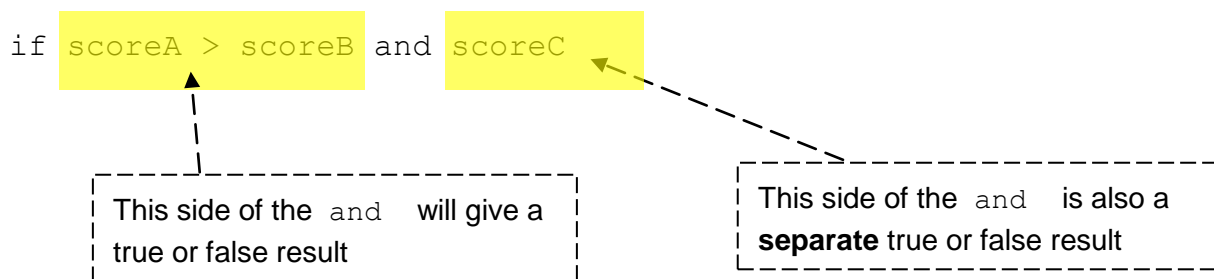 if scoreA > scoreB and scoreC
This side of the and will give a
true or false result
This side of the and is also a
separate true or false result